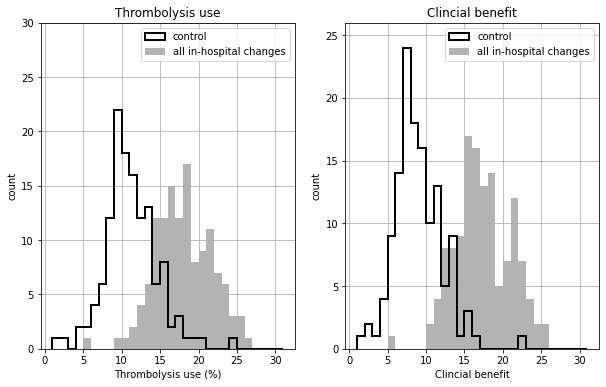 Thrombolysis use
control
all in-hospital changes
count
30
25
20
15
10
5
0
0 5 10 15 20 25 30
Thrombolysis use (%)
Clincial benefit
control
all in-hospital changes
count
25
20
15
10
5
0
0 5 10 15 20 25 30
Clinical benefit